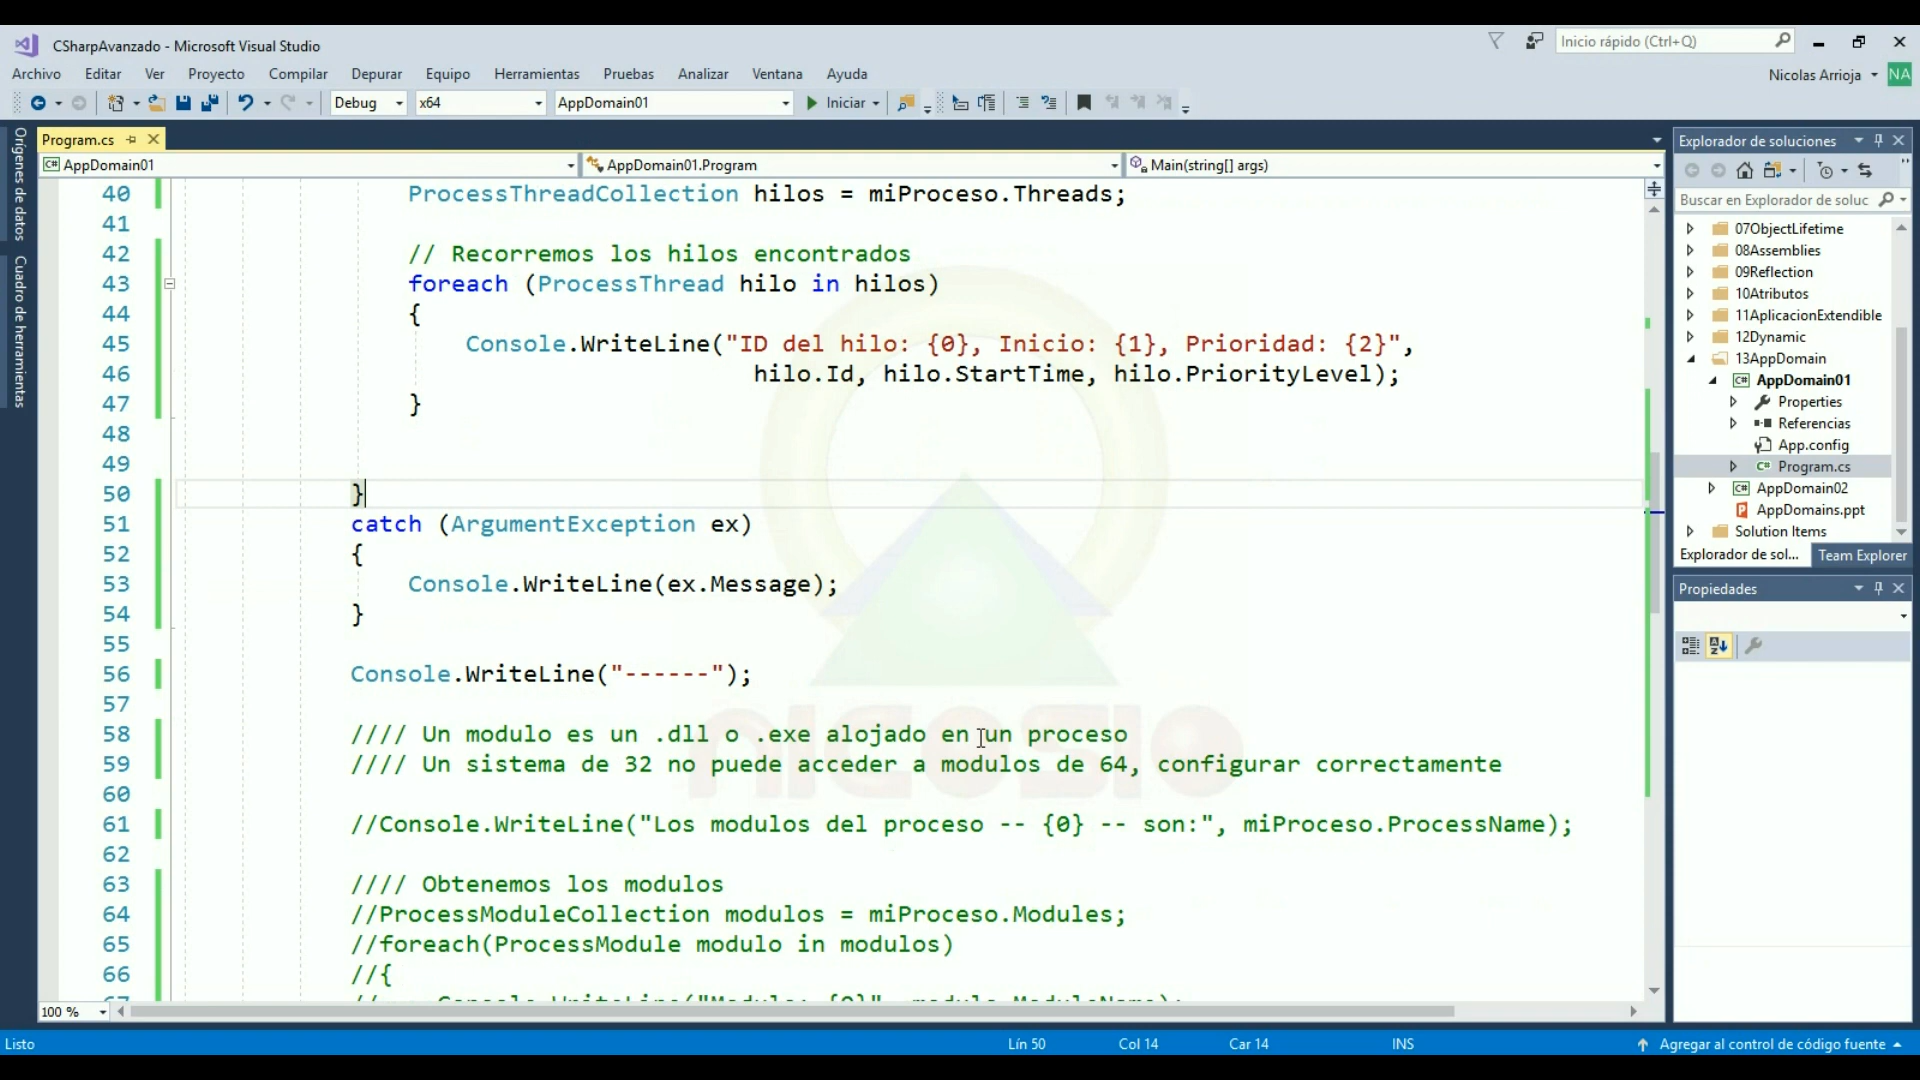 CSharpAvanzado - Microsoft Visual Studio
Inicio rápido (Ctrl+Q)
Archivo Editar Ver Proyecto Compilar Depurar Equipo Herramientas Pruebas Analizar Ventana Ayuda
Nicolas Arrioja NA
Debug x64 AppDomain01 Iniciar
Orígenes de datos
Cuadro de herramientas
Program.cs
AppDomain01 AppDomain01.Program Main(string[] args)
40 ProcessThreadCollection hilos = miProceso.Threads;
41
42 // Recorremos los hilos encontrados
43 foreach (ProcessThread hilo in hilos)
44 {
45 Console.WriteLine("ID del hilo: {0}, Inicio: {1}, Prioridad: {2}",
46 hilo.Id, hilo.StartTime, hilo.PriorityLevel);
47 }
48
49
50 }
51 catch (ArgumentException ex)
52 {
53 Console.WriteLine(ex.Message);
54 }
55
56 Console.WriteLine("------");
57
58 //// Un modulo es un .dll o .exe alojado en un proceso
59 //// Un sistema de 32 no puede acceder a modulos de 64, configurar correctamente
60
61 //Console.WriteLine("Los modulos del proceso -- {0} -- son:", miProceso.ProcessName);
62
63 //// Obtenemos los modulos
64 //ProcessModuleCollection modulos = miProceso.Modules;
65 //foreach(ProcessModule modulo in modulos)
66 //{
67 // Console.WriteLine("Modulo: {0}", modulo.ModuleName);
NICOSIO
100 %
Explorador de soluciones
Buscar en Explorador de soluc
07ObjectLifetime
08Assemblies
09Reflection
10Atributos
11AplicacionExtendible
12Dynamic
13AppDomain
AppDomain01
Properties
Referencias
App.config
Program.cs
AppDomain02
AppDomains.ppt
Solution Items
Explorador de sol... Team Explorer
Propiedades
Listo Lín 50 Col 14 Car 14 INS Agregar al control de código fuente